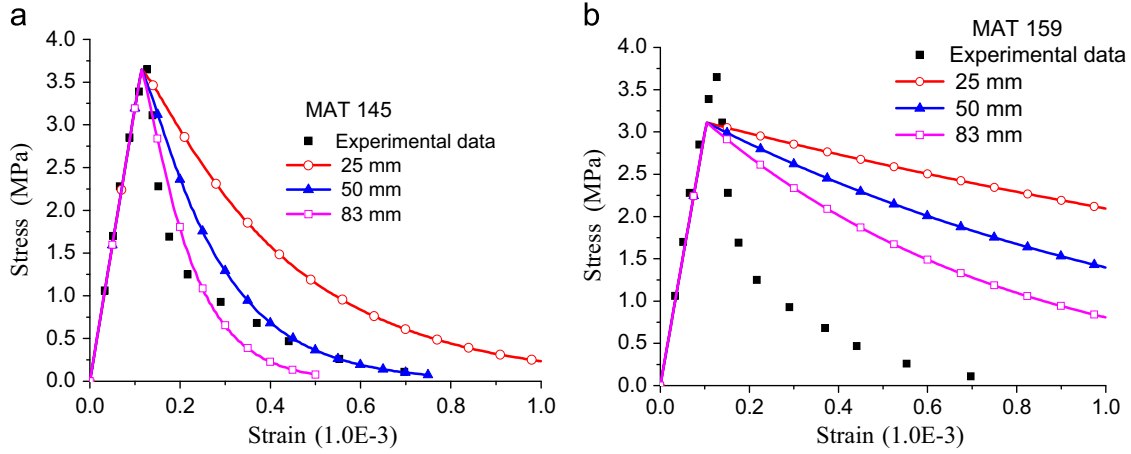 a
MAT 145
Experimental data
25 mm
50 mm
83 mm
4.0
3.5
3.0
2.5
2.0
1.5
1.0
0.5
0.0
Stress (MPa)
0.0 0.2 0.4 0.6 0.8 1.0
Strain (1.0E-3)
b
MAT 159
Experimental data
25 mm
50 mm
83 mm
4.0
3.5
3.0
2.5
2.0
1.5
1.0
0.5
0.0
Stress (MPa)
0.0 0.2 0.4 0.6 0.8 1.0
Strain (1.0E-3)